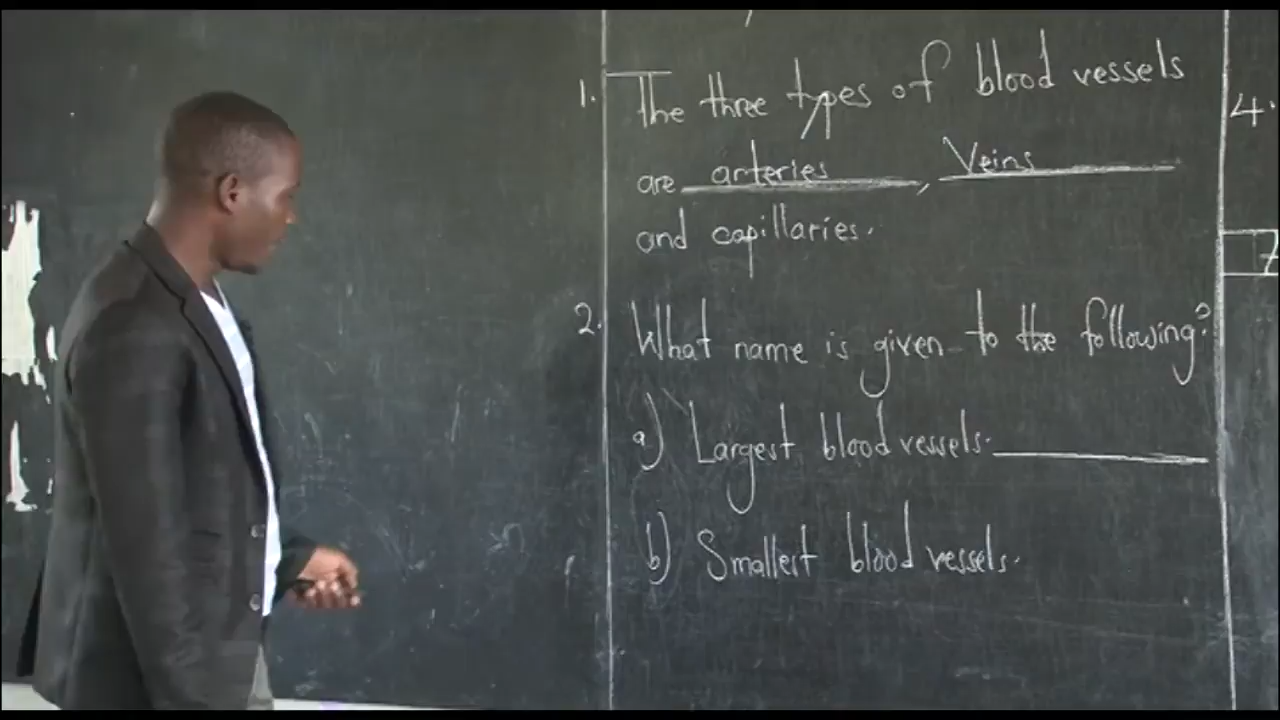 1. The three types of blood vessels
are arteries, Veins
and capillaries.
2. What name is given to the following?
a) Largest blood vessels.
b) Smallest blood vessels.
4.
7